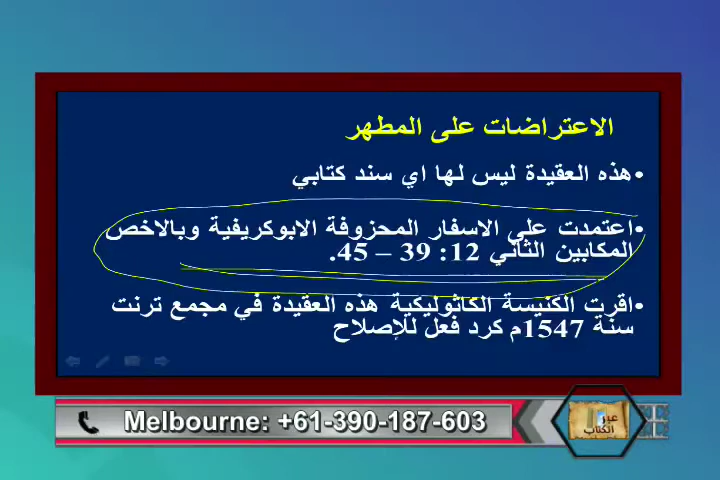 الاعتراضات على المطهر
•هذه العقيدة ليس لها اي سند كتابي
•اعتمدت على الاسفار المحزوفة الابوكريفية وبالاخص
المكابين الثاني 12: 39 – 45.
•اقرت الكنيسة الكاثوليكية هذه العقيدة في مجمع ترنت
سنة 1547م كرد فعل للإصلاح
Melbourne: +61-390-187-603
عبر
الكتاب